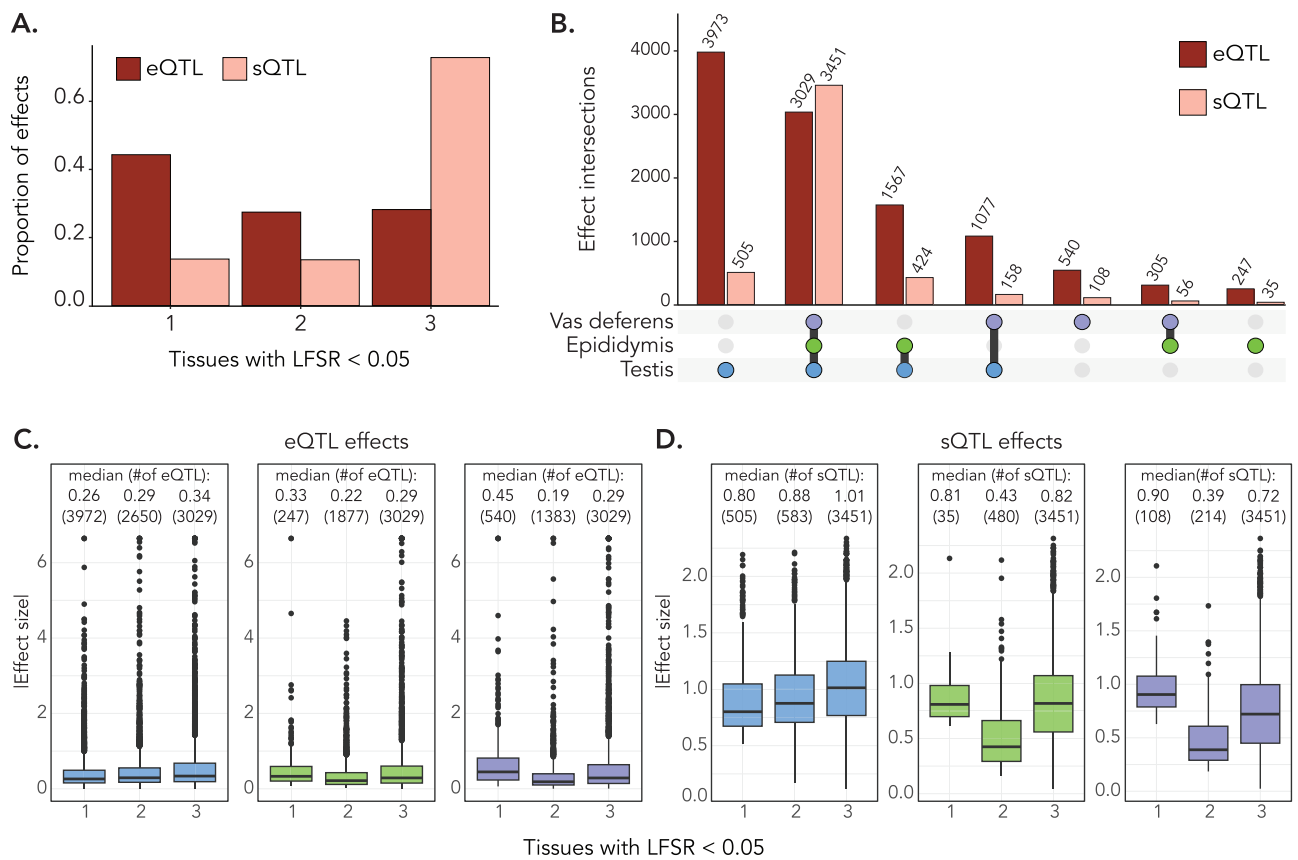 A.
eQTL sQTL
Proportion of effects
0.6
0.4
0.2
0.0
1 2 3
Tissues with LFSR < 0.05
B.
eQTL
sQTL
Effect intersections
4000
3000
2000
1000
0
3973 505 3029 3451 1567 424 1077 158 540 108 305 56 247 35
Vas deferens
Epididymis
Testis
C.
eQTL effects
|Effect size|
median (#of eQTL):
0.26 0.29 0.34
(3972) (2650) (3029)
6
4
2
0
1 2 3
median (#of eQTL):
0.33 0.22 0.29
(247) (1877) (3029)
6
4
2
0
1 2 3
median (#of eQTL):
0.45 0.19 0.29
(540) (1383) (3029)
6
4
2
0
1 2 3
D.
sQTL effects
|Effect size|
median (#of sQTL):
0.80 0.88 1.01
(505) (583) (3451)
2.0
1.5
1.0
0.5
0.0
1 2 3
median (#of sQTL):
0.81 0.43 0.82
(35) (480) (3451)
2.0
1.5
1.0
0.5
0.0
1 2 3
median(#of sQTL):
0.90 0.39 0.72
(108) (214) (3451)
2.0
1.5
1.0
0.5
0.0
1 2 3
Tissues with LFSR < 0.05